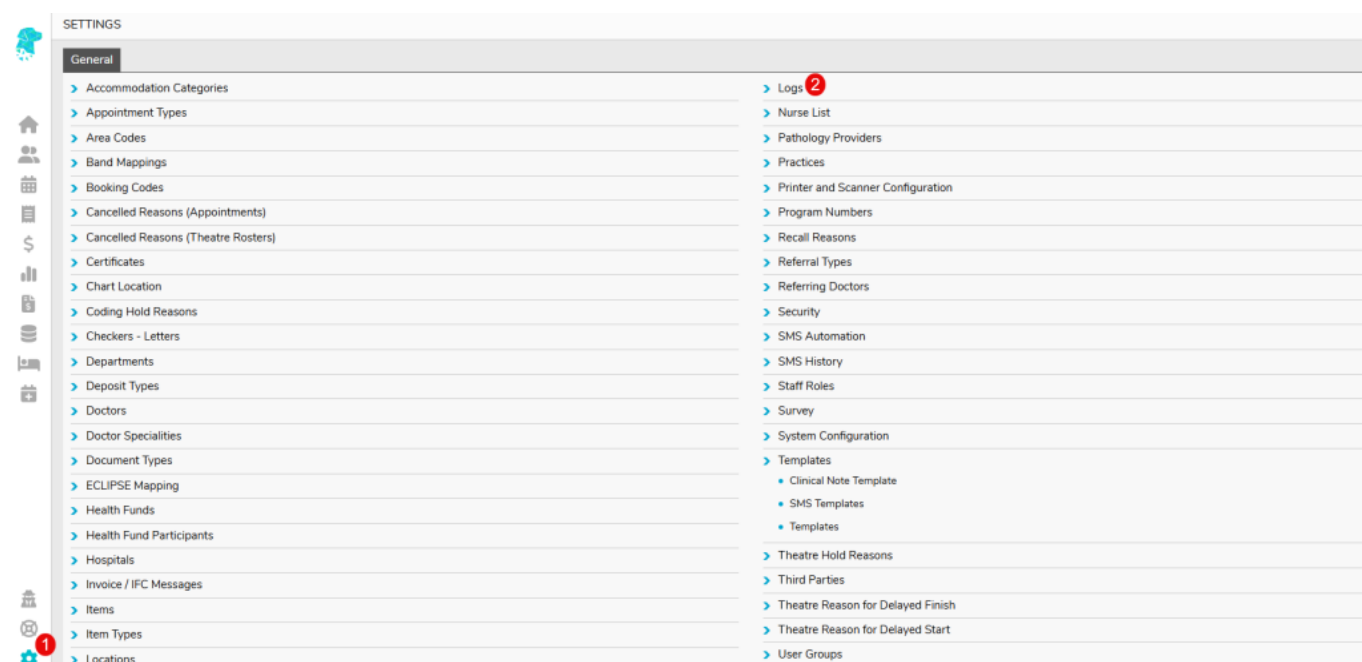 SETTINGS
General
Accommodation Categories
Appointment Types
Area Codes
Band Mappings
Booking Codes
Cancelled Reasons (Appointments)
Cancelled Reasons (Theatre Rosters)
Certificates
Chart Location
Coding Hold Reasons
Checkers - Letters
Departments
Deposit Types
Doctors
Doctor Specialities
Document Types
ECLIPSE Mapping
Health Funds
Health Fund Participants
Hospitals
Invoice / IFC Messages
Items
Item Types
Locations
1
Logs 2
Nurse List
Pathology Providers
Practices
Printer and Scanner Configuration
Program Numbers
Recall Reasons
Referral Types
Referring Doctors
Security
SMS Automation
SMS History
Staff Roles
Survey
System Configuration
Templates
Clinical Note Template
SMS Templates
Templates
Theatre Hold Reasons
Third Parties
Theatre Reason for Delayed Finish
Theatre Reason for Delayed Start
User Groups